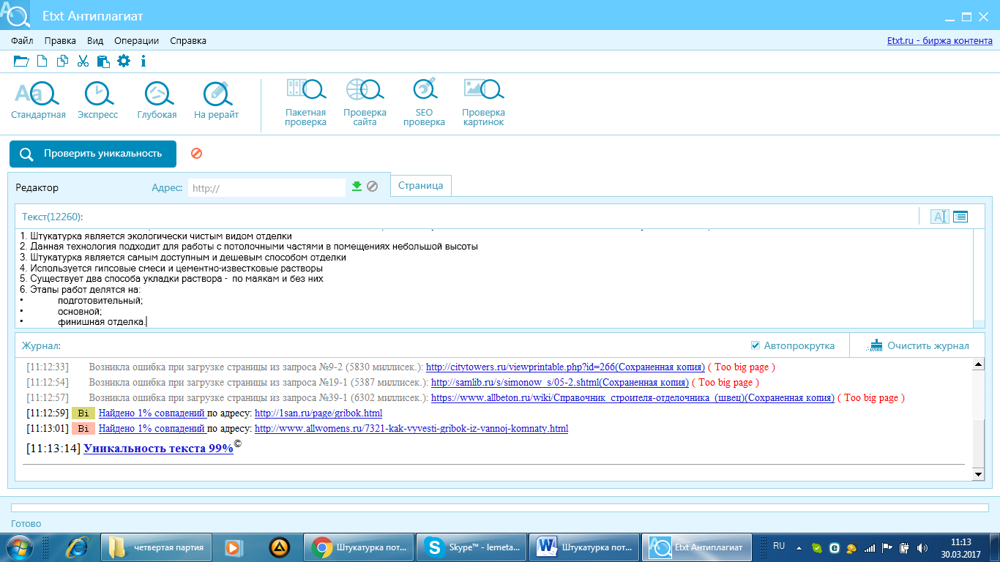 Etxt Антиплагиат
Файл Правка Вид Операции Справка
Etxt.ru - биржа контента
Стандартная Экспресс Глубокая На рерайт Пакетная проверка Проверка сайта SEO проверка Проверка картинок
Проверить уникальность
Редактор Адрес: http:// Страница
Текст(12260):
1. Штукатурка является экологически чистым видом отделки
2. Данная технология подходит для работы с потолочными частями в помещениях небольшой высоты
3. Штукатурка является самым доступным и дешевым способом отделки
4. Используется гипсовые смеси и цементно-известковые растворы
5. Существует два способа укладки раствора - по маякам и без них
6. Этапы работ делятся на:
• подготовительный;
• основной;
• финишная отделка.
Журнал: Автопрокрутка Очистить журнал
[11:12:33] Возникла ошибка при загрузке страницы из запроса №9-2 (5830 миллисек.): http://citytowers.ru/viewprintable.php?id=266(Сохраненная копия) ( Too big page )
[11:12:54] Возникла ошибка при загрузке страницы из запроса №19-1 (5387 миллисек.): http://samlib.ru/s/simonow_s/05-2.shtml(Сохраненная копия) ( Too big page )
[11:12:57] Возникла ошибка при загрузке страницы из запроса №39-1 (6302 миллисек.): https://www.allbeton.ru/wiki/Справочник_строителя-отделочника_(швец)(Сохраненная копия) ( Too big page )
[11:12:59] Bi Найдено 1% совпадений по адресу: http://1san.ru/page/gribok.html
[11:13:01] Bi Найдено 1% совпадений по адресу: http://www.allwomens.ru/7321-kak-vyvesti-gribok-iz-vannoj-komnaty.html
[11:13:14] Уникальность текста 99%©
Готово
четвертая партия Штукатурка пот... Skype™ - lemeta... Штукатурка пот... Etxt Антиплагиат RU 11:13
30.03.2017